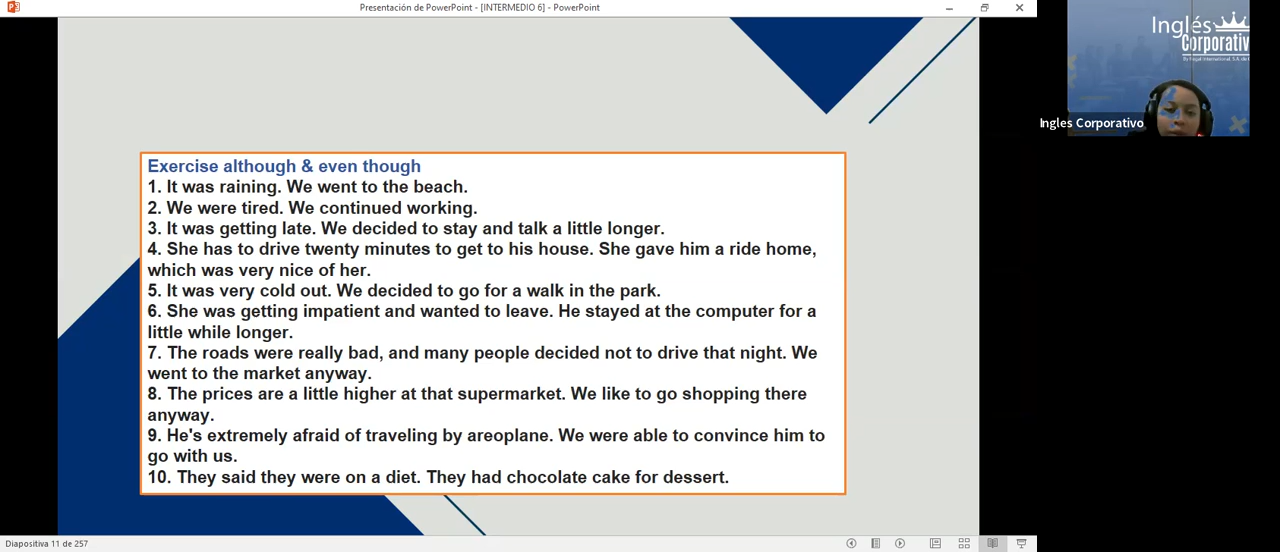 Presentación de PowerPoint - [INTERMEDIO 6] - PowerPoint
Inglés
Corporativ
Ingles Corporativo
Exercise although & even though
1. It was raining. We went to the beach.
2. We were tired. We continued working.
3. It was getting late. We decided to stay and talk a little longer.
4. She has to drive twenty minutes to get to his house. She gave him a ride home,
which was very nice of her.
5. It was very cold out. We decided to go for a walk in the park.
6. She was getting impatient and wanted to leave. He stayed at the computer for a
little while longer.
7. The roads were really bad, and many people decided not to drive that night. We
went to the market anyway.
8. The prices are a little higher at that supermarket. We like to go shopping there
anyway.
9. He's extremely afraid of traveling by areoplane. We were able to convince him to
go with us.
10. They said they were on a diet. They had chocolate cake for dessert.
Diapositiva 11 de 257